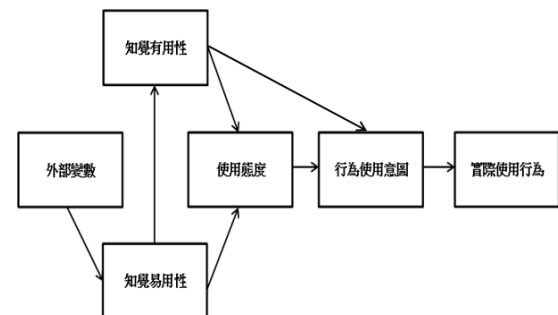 知覺有用性
外部變數
使用態度
行為使用意圖
實際使用行為
知覺易用性